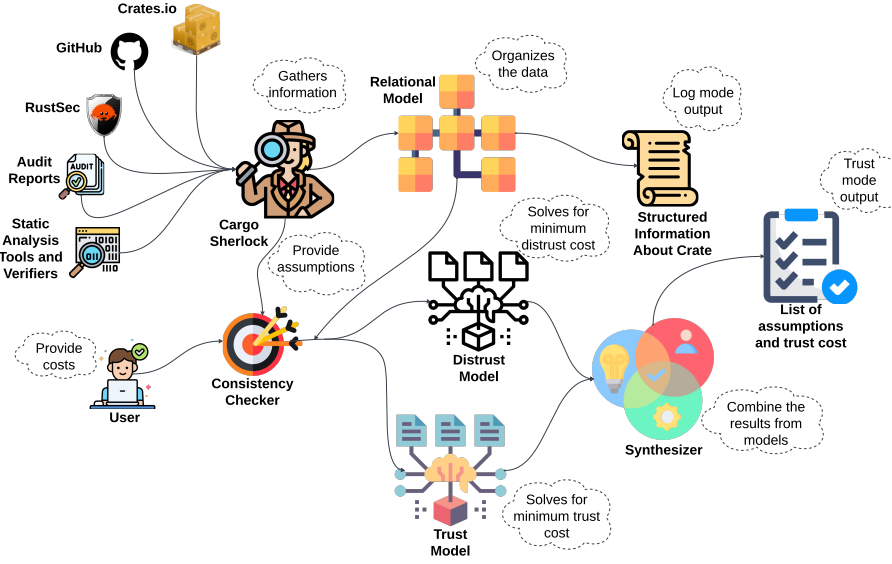 Crates.io
GitHub
RustSec
Audit
Reports
AUDIT
Static
Analysis
Tools and
Verifiers
Gathers
information
Cargo
Sherlock
Relational
Model
Organizes
the data
Log mode
output
Structured
Information
About Crate
Trust
mode
output
Provide
assumptions
Solves for
minimum
distrust cost
List of
assumptions
and trust cost
Provide
costs
User
Consistency
Checker
Distrust
Model
Synthesizer
Combine the
results from
models
Trust
Model
Solves for
minimum trust
cost